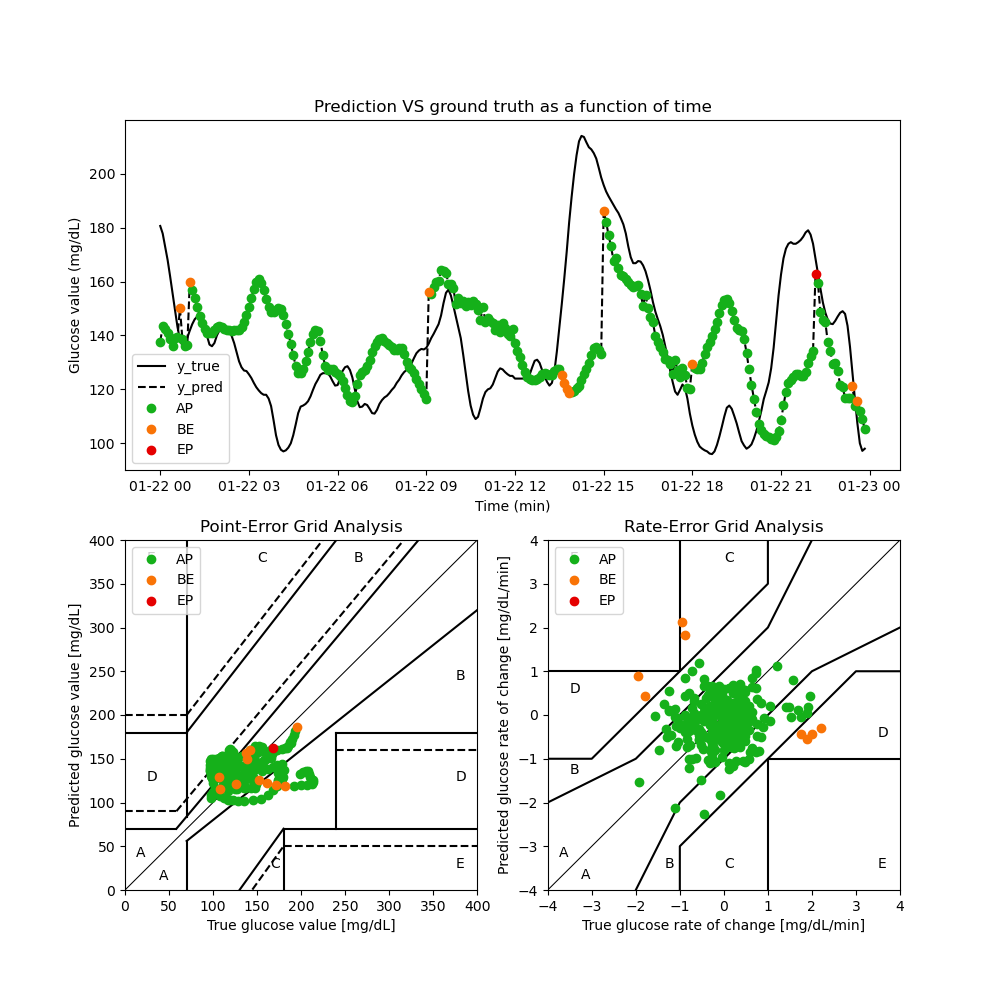 Prediction VS ground truth as a function of time
Glucose value (mg/dL)
200
180
160
140
120
100
y_true
y_pred
AP
BE
EP
01-22 00 01-22 03 01-22 06 01-22 09 01-22 12 01-22 15 01-22 18 01-22 21 01-23 00
Time (min)
Point-Error Grid Analysis
Predicted glucose value [mg/dL]
400
350
300
250
200
150
100
50
0
AP
BE
EP
C
B
B
D
D
A
A
C
E
0 50 100 150 200 250 300 350 400
True glucose value [mg/dL]
Rate-Error Grid Analysis
Predicted glucose rate of change [mg/dL/min]
4
3
2
1
0
−1
−2
−3
−4
AP
BE
EP
C
D
D
B
A
A
B
C
E
−4 −3 −2 −1 0 1 2 3 4
True glucose rate of change [mg/dL/min]